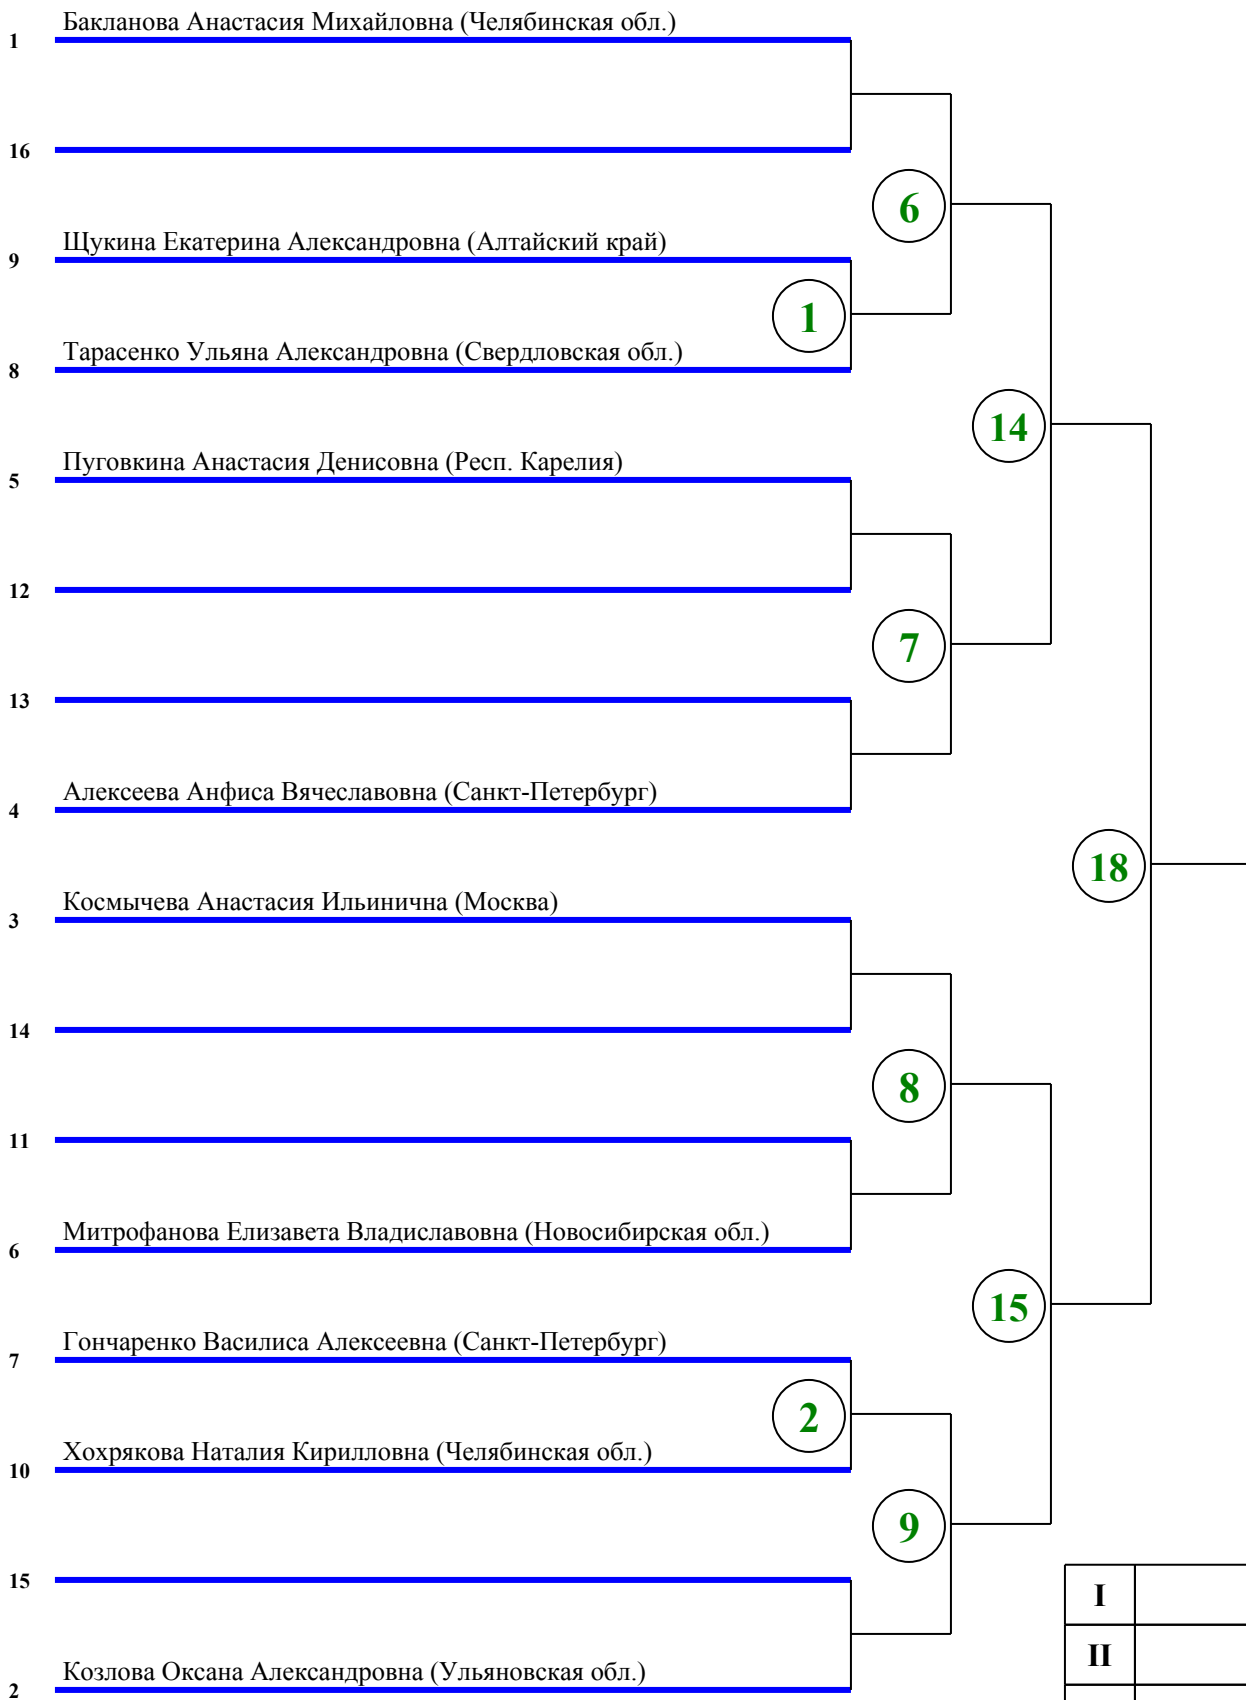 Бакланова Анастасия Михайловна (Челябинская обл.)
1
16
6
Щукина Екатерина Александровна (Алтайский край)
9
1
Тарасенко Ульяна Александровна (Свердловская обл.)
8
14
Пуговкина Анастасия Денисовна (Респ. Карелия)
5
12
7
13
Алексеева Анфиса Вячеславовна (Санкт-Петербург)
4
18
Космычева Анастасия Ильинична (Москва)
3
14
8
11
Митрофанова Елизавета Владиславовна (Новосибирская обл.)
6
15
Гончаренко Василиса Алексеевна (Санкт-Петербург)
7
2
Хохрякова Наталия Кирилловна (Челябинская обл.)
10
9
15
I
II
Козлова Оксана Александровна (Ульяновская обл.)
2